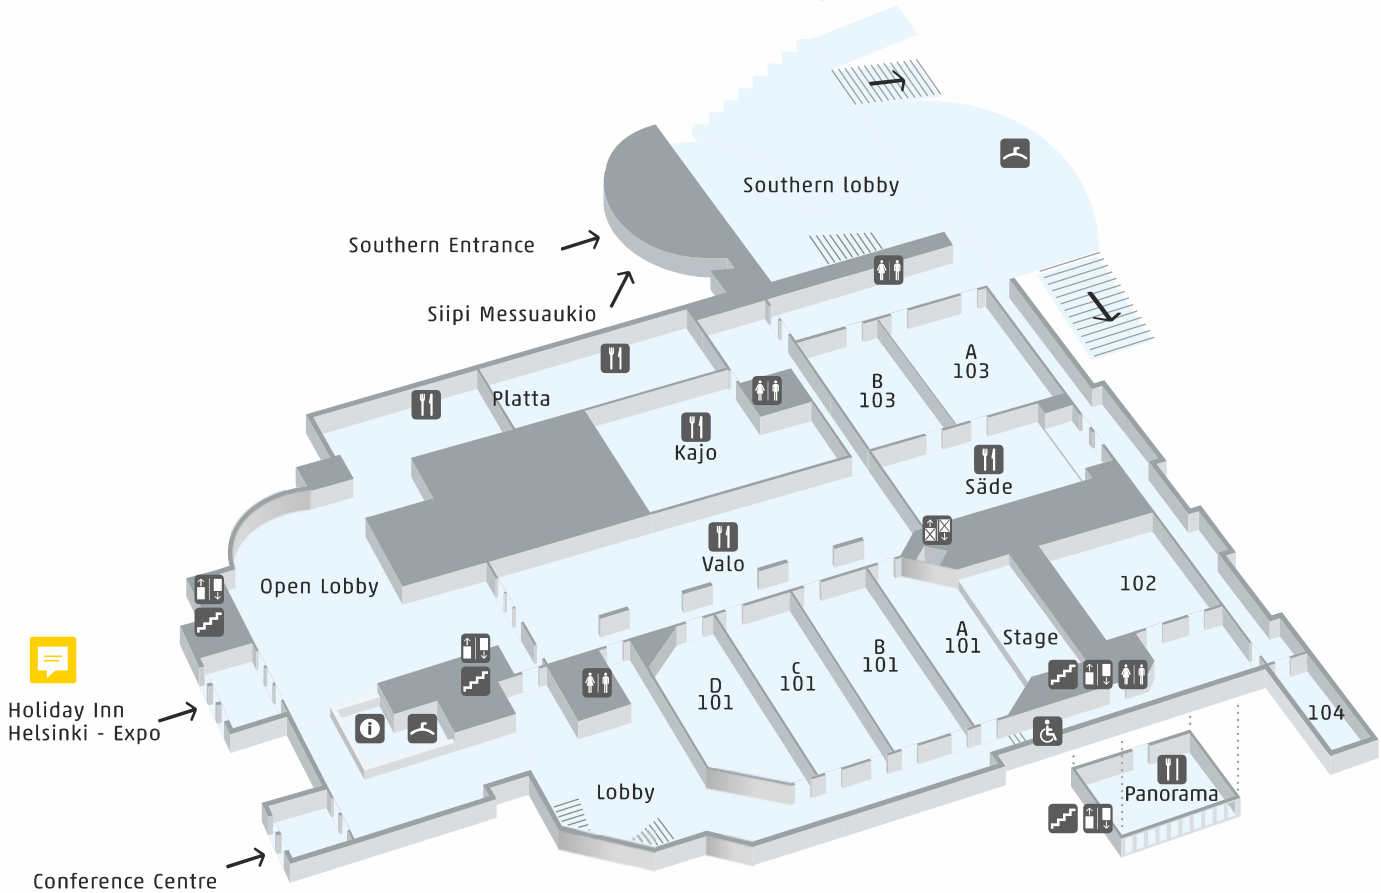 Southern lobby
Southern Entrance
Siipi Messuaukio
A
103
B
103
Platta
Kajo
Säde
Valo
Open Lobby
102
Stage
A
101
B
101
C
101
D
101
Holiday Inn
Helsinki - Expo
104
Lobby
Panorama
Conference Centre